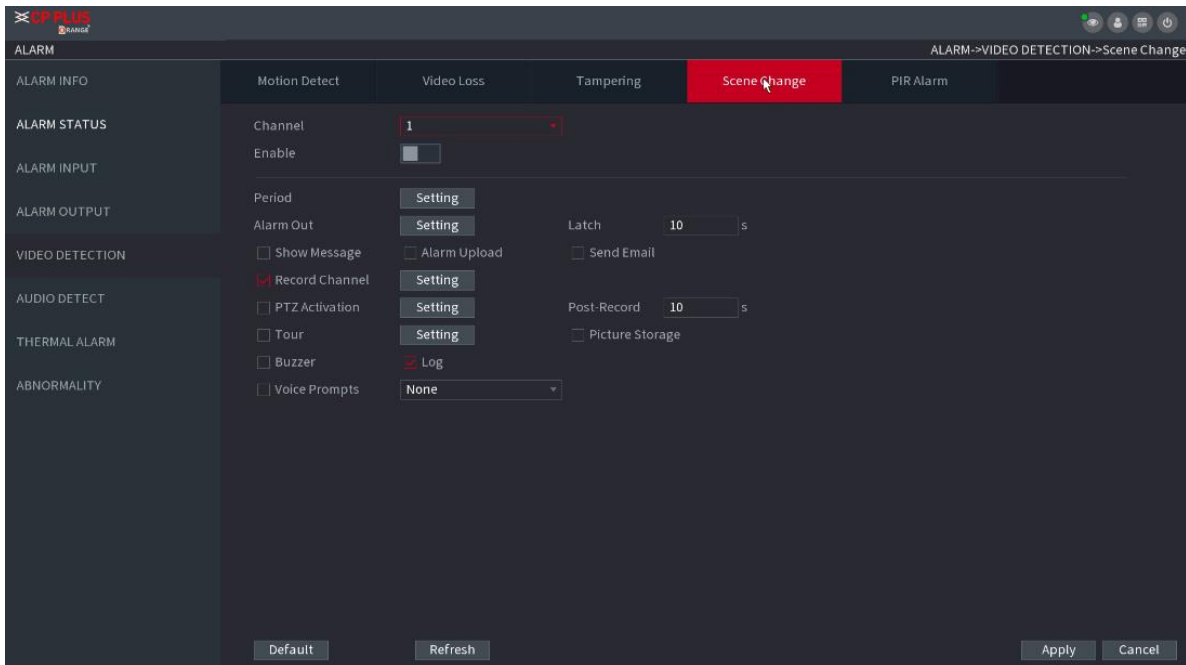 CP PLUS
ORANGE
ALARM
ALARM->VIDEO DETECTION->Scene Change
ALARM INFO
Motion Detect
Video Loss
Tampering
Scene Change
PIR Alarm
ALARM STATUS
Channel
1
Enable
ALARM INPUT
Period
Setting
ALARM OUTPUT
Alarm Out
Setting
Latch
10
s
VIDEO DETECTION
Show Message
Alarm Upload
Send Email
Record Channel
Setting
AUDIO DETECT
PTZ Activation
Setting
Post-Record
10
s
THERMAL ALARM
Tour
Setting
Picture Storage
Buzzer
Log
ABNORMALITY
Voice Prompts
None
Default
Refresh
Apply
Cancel